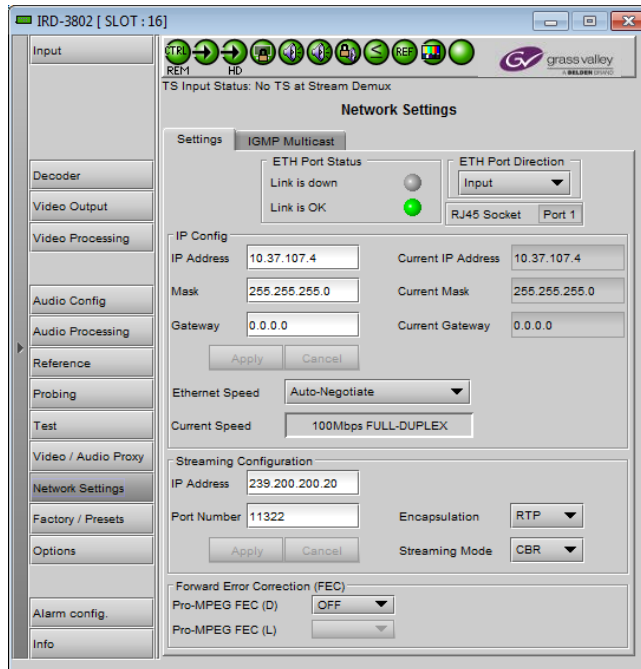 IRD-3802 [ SLOT : 16]
Input
CTRL
REF
REM
HD
GV
grass valley
A BELDEN BRAND
TS Input Status: No TS at Stream Demux
Network Settings
Settings
IGMP Multicast
ETH Port Status
ETH Port Direction
Link is down
Input
Link is OK
RJ45 Socket
Port 1
Decoder
Video Output
Video Processing
Audio Config
Audio Processing
Reference
Probing
Test
Video / Audio Proxy
Network Settings
Factory / Presets
Options
Alarm config.
Info
IP Config
IP Address 10.37.107.4 Current IP Address 10.37.107.4
Mask 255.255.255.0 Current Mask 255.255.255.0
Gateway 0.0.0.0 Current Gateway 0.0.0.0
Apply Cancel
Ethernet Speed Auto-Negotiate
Current Speed 100Mbps FULL-DUPLEX
Streaming Configuration
IP Address 239.200.200.20
Port Number 11322 Encapsulation RTP
Apply Cancel Streaming Mode CBR
Forward Error Correction (FEC)
Pro-MPEG FEC (D) OFF
Pro-MPEG FEC (L)